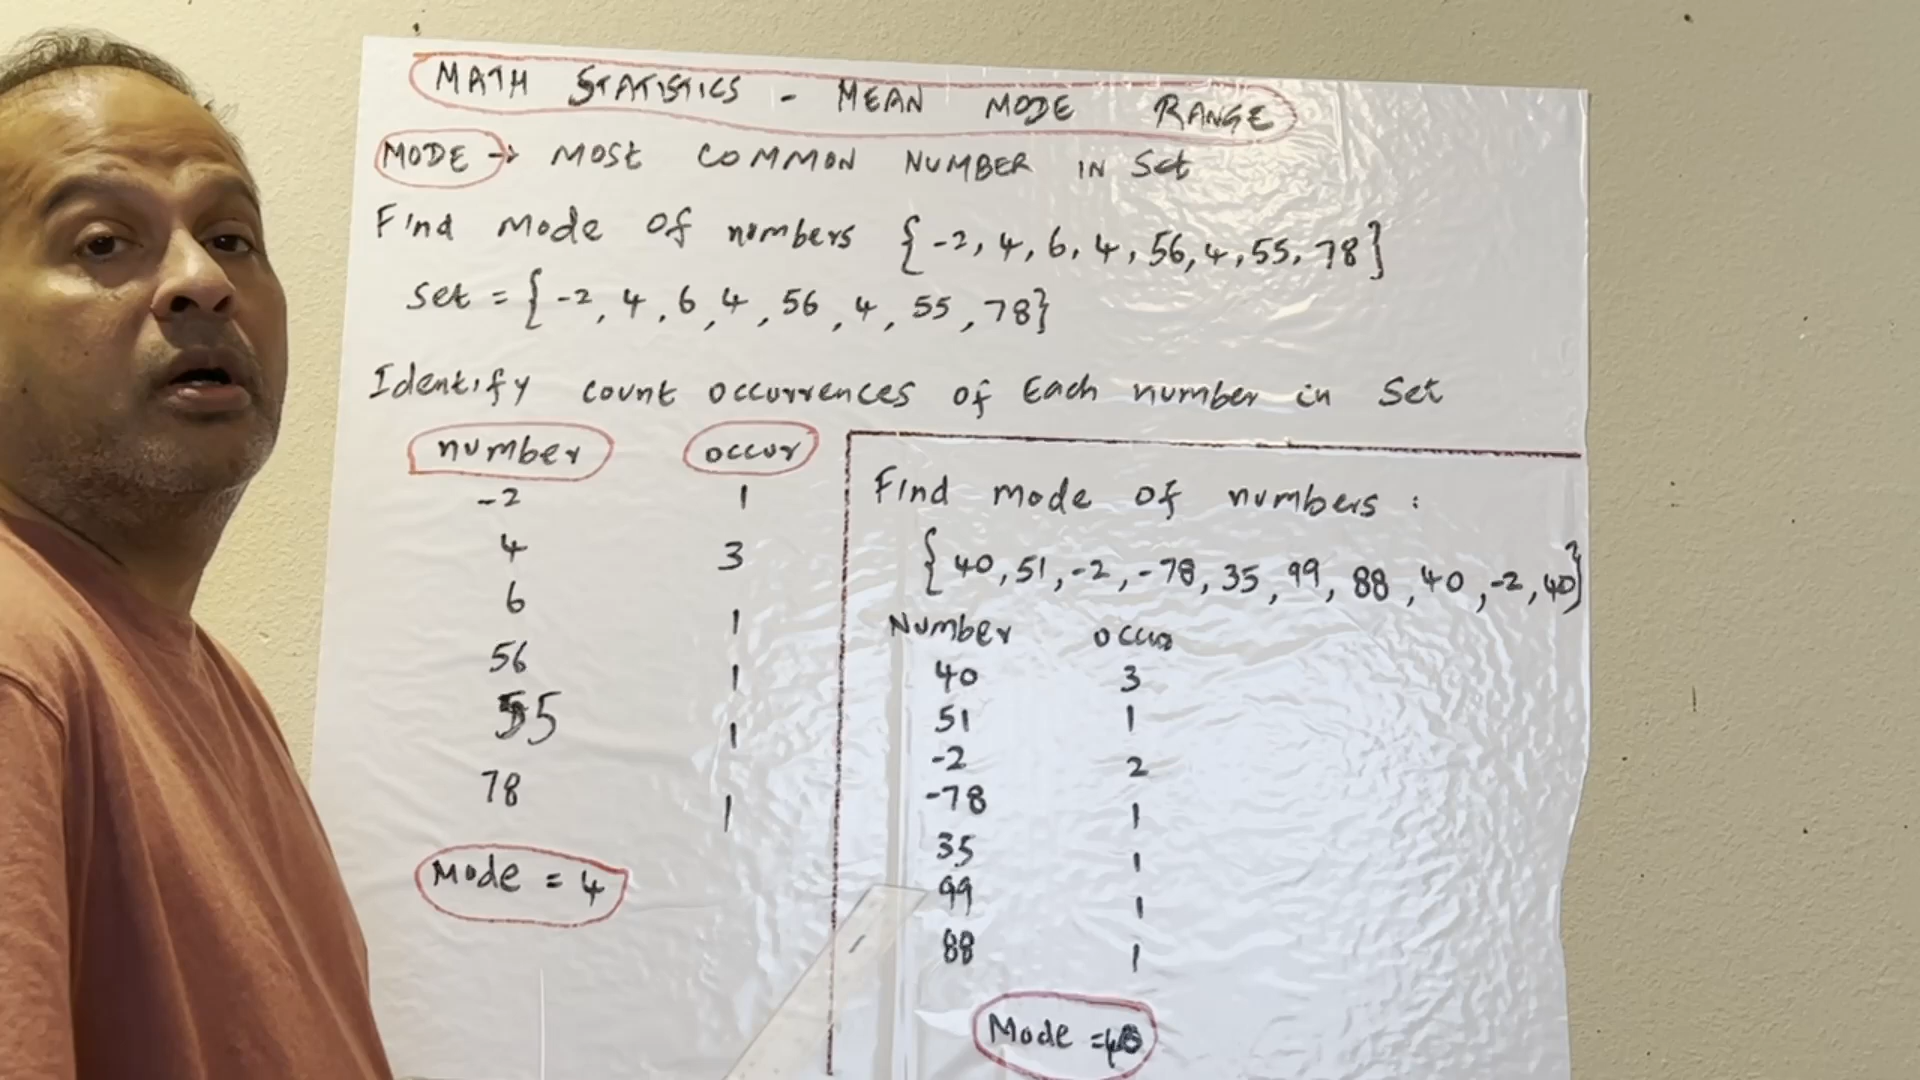 MATH STATISTICS - MEAN MODE RANGE
MODE → MOST COMMON NUMBER IN Set
Find Mode Of numbers {-2, 4, 6, 4, 56, 4, 55, 78}
Set = {-2, 4, 6, 4, 56, 4, 55, 78}
Identify count occurrences of Each number in Set
number occur
-2 1
4 3
6 1
56 1
55 1
78 1
Mode = 4
Find mode of numbers :
{40, 51, -2, -78, 35, 99, 88, 40, -2, 40}
Number occur
40 3
51 1
-2 2
-78 1
35 1
99 1
88 1
Mode = 40